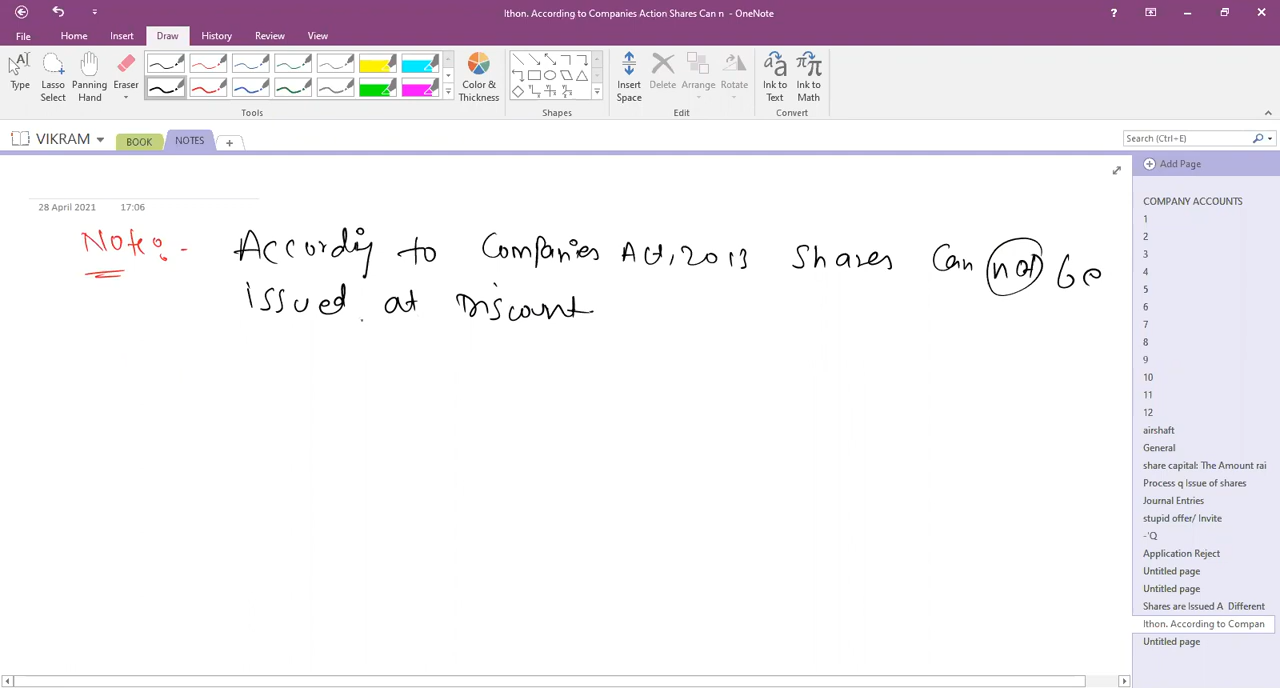 Ithon. According to Companies Action Shares Can n - OneNote
File Home Insert Draw History Review View
Type
Lasso Select
Panning Hand
Eraser
Color & Thickness
Insert Space
Delete
Arrange
Rotate
Ink to Text
Ink to Math
Tools
Shapes
Edit
Convert
VIKRAM
BOOK
NOTES
Search (Ctrl+E)
Add Page
28 April 2021 17:06
Note:- According to Companies Act, 2013 Shares Can not be
issued at Discount
COMPANY ACCOUNTS
1
2
3
4
5
6
7
8
9
10
11
12
airshaft
General
share capital: The Amount rai
Process q Issue of shares
Journal Entries
stupid offer/ Invite
-'Q
Application Reject
Untitled page
Untitled page
Shares are Issued A Different
Ithon. According to Compan
Untitled page